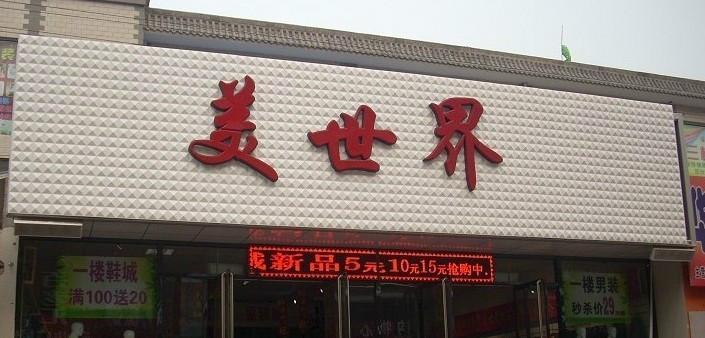 美世界
新品5元10元15元抢购中.
一楼鞋城
满100送20
一楼男装
秒杀价29